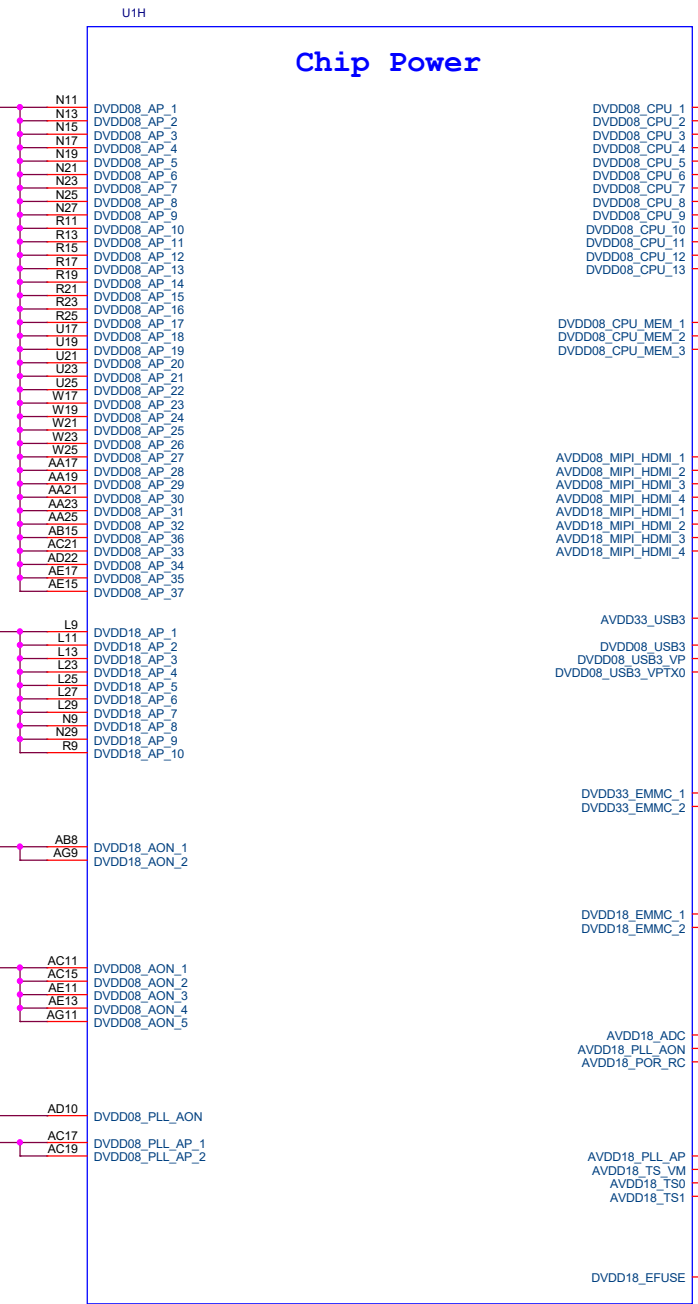 U1H
Chip Power
N11 DVDD08_AP_1
N13 DVDD08_AP_2
N15 DVDD08_AP_3
N17 DVDD08_AP_4
N19 DVDD08_AP_5
N21 DVDD08_AP_6
N23 DVDD08_AP_7
N25 DVDD08_AP_8
N27 DVDD08_AP_9
R11 DVDD08_AP_10
R13 DVDD08_AP_11
R15 DVDD08_AP_12
R17 DVDD08_AP_13
R19 DVDD08_AP_14
R21 DVDD08_AP_15
R23 DVDD08_AP_16
R25 DVDD08_AP_17
U17 DVDD08_AP_18
U19 DVDD08_AP_19
U21 DVDD08_AP_20
U23 DVDD08_AP_21
U25 DVDD08_AP_22
W17 DVDD08_AP_23
W19 DVDD08_AP_24
W21 DVDD08_AP_25
W23 DVDD08_AP_26
W25 DVDD08_AP_27
AA17 DVDD08_AP_28
AA19 DVDD08_AP_29
AA21 DVDD08_AP_30
AA23 DVDD08_AP_31
AA25 DVDD08_AP_32
AB15 DVDD08_AP_36
AC21 DVDD08_AP_33
AD22 DVDD08_AP_34
AE17 DVDD08_AP_35
AE15 DVDD08_AP_37
L9 DVDD18_AP_1
L11 DVDD18_AP_2
L13 DVDD18_AP_3
L23 DVDD18_AP_4
L25 DVDD18_AP_5
L27 DVDD18_AP_6
L29 DVDD18_AP_7
N9 DVDD18_AP_8
N29 DVDD18_AP_9
R9 DVDD18_AP_10
AB8 DVDD18_AON_1
AG9 DVDD18_AON_2
AC11 DVDD08_AON_1
AC15 DVDD08_AON_2
AE11 DVDD08_AON_3
AE13 DVDD08_AON_4
AG11 DVDD08_AON_5
AD10 DVDD08_PLL_AON
AC17 DVDD08_PLL_AP_1
AC19 DVDD08_PLL_AP_2
DVDD08_CPU_1
DVDD08_CPU_2
DVDD08_CPU_3
DVDD08_CPU_4
DVDD08_CPU_5
DVDD08_CPU_6
DVDD08_CPU_7
DVDD08_CPU_8
DVDD08_CPU_9
DVDD08_CPU_10
DVDD08_CPU_11
DVDD08_CPU_12
DVDD08_CPU_13
DVDD08_CPU_MEM_1
DVDD08_CPU_MEM_2
DVDD08_CPU_MEM_3
AVDD08_MIPI_HDMI_1
AVDD08_MIPI_HDMI_2
AVDD08_MIPI_HDMI_3
AVDD08_MIPI_HDMI_4
AVDD18_MIPI_HDMI_1
AVDD18_MIPI_HDMI_2
AVDD18_MIPI_HDMI_3
AVDD18_MIPI_HDMI_4
AVDD33_USB3
DVDD08_USB3
DVDD08_USB3_VP
DVDD08_USB3_VPTX0
DVDD33_EMMC_1
DVDD33_EMMC_2
DVDD18_EMMC_1
DVDD18_EMMC_2
AVDD18_ADC
AVDD18_PLL_AON
AVDD18_POR_RC
AVDD18_PLL_AP
AVDD18_TS_VM
AVDD18_TS0
AVDD18_TS1
DVDD18_EFUSE